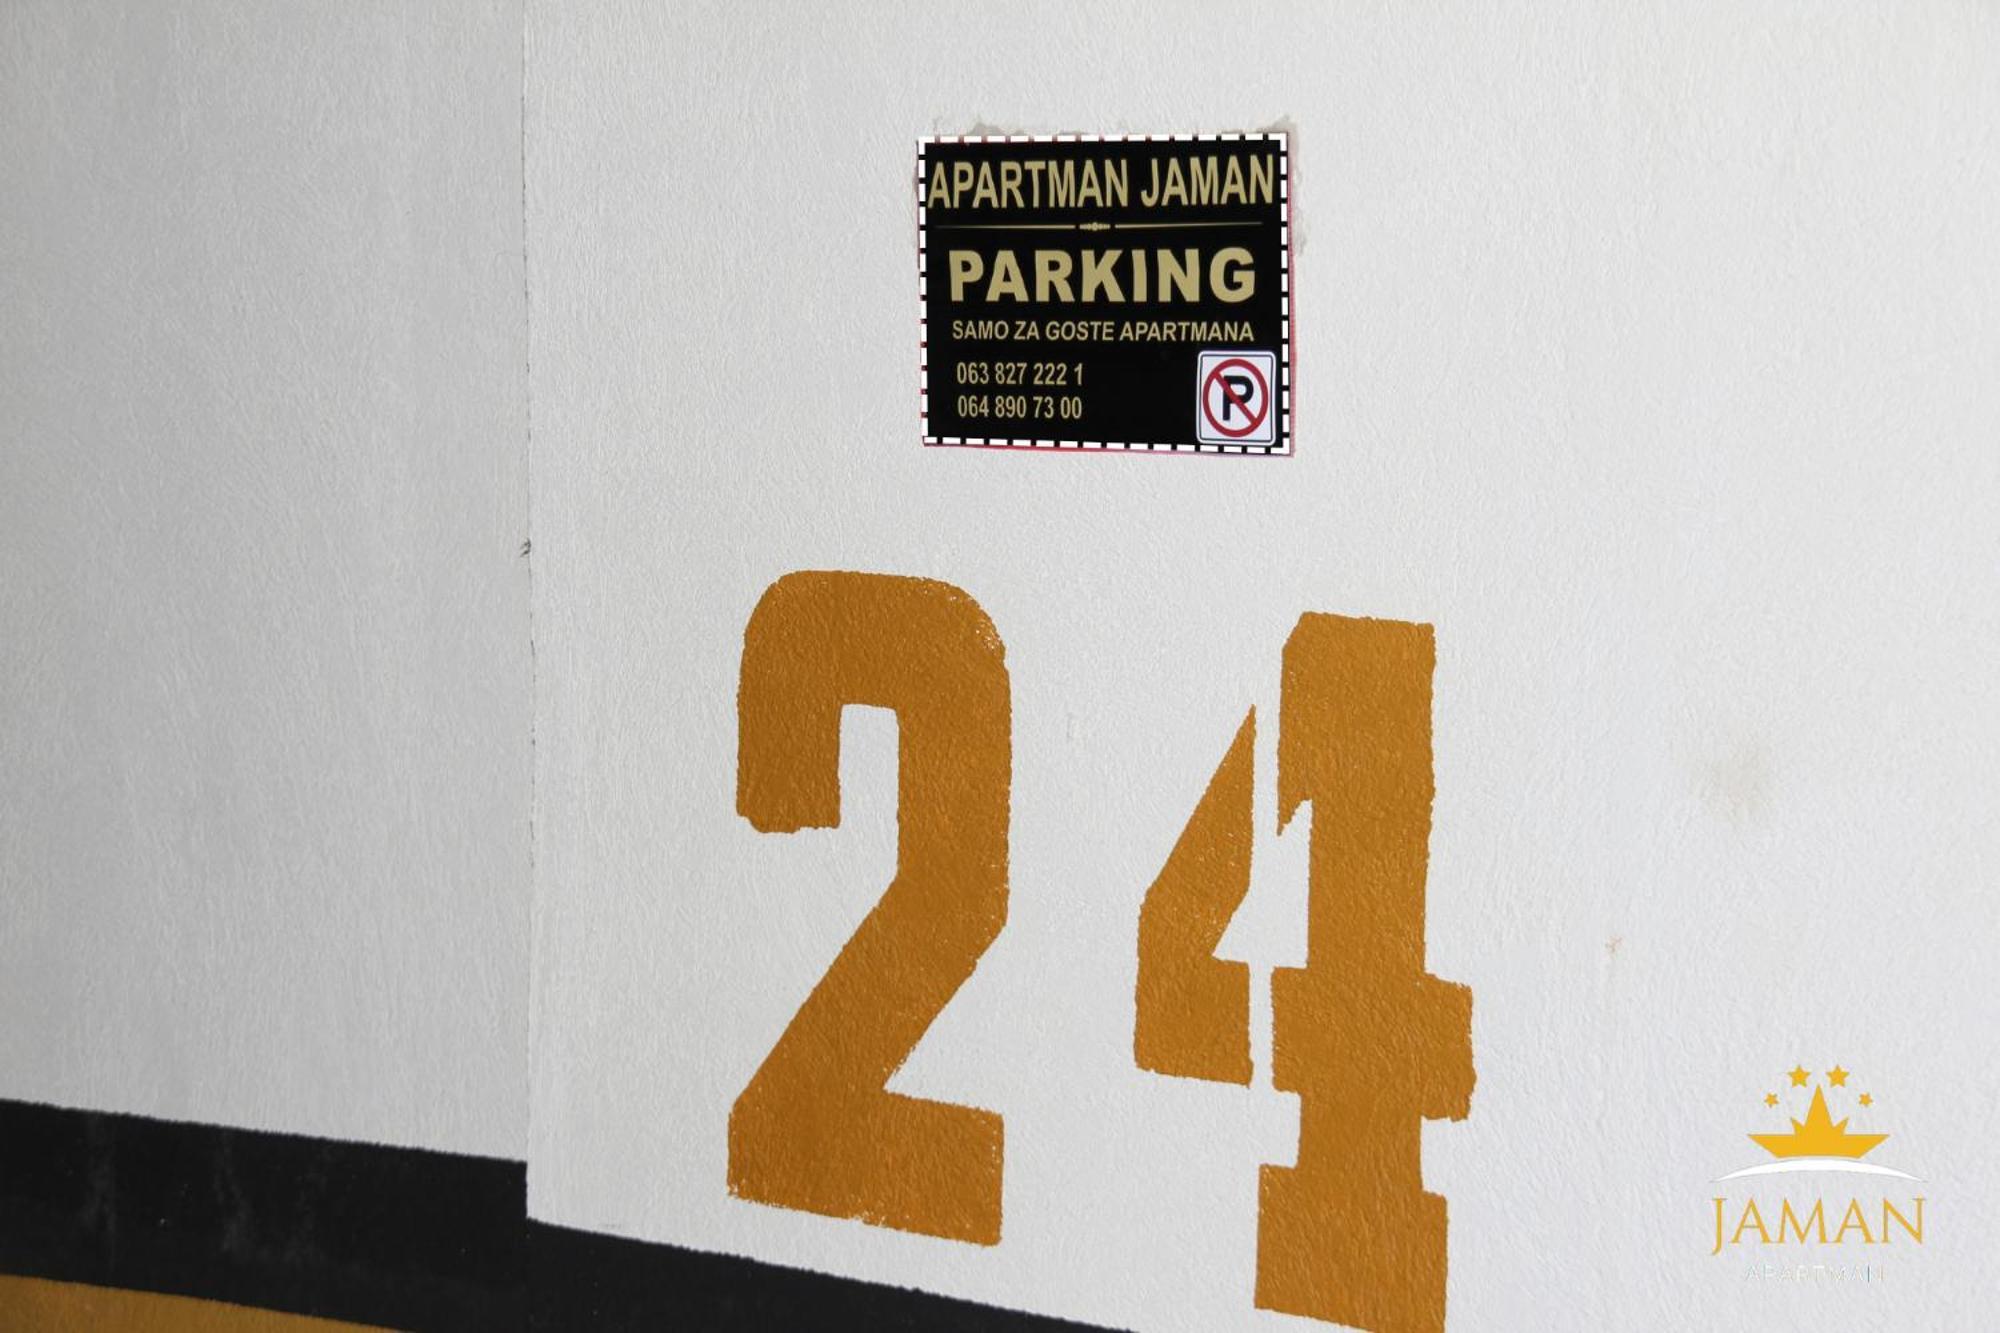 APARTMAN JAMAN
PARKING
SAMO ZA GOSTE APARTMANA
063 827 222 1
064 890 73 00
P
24
JAMAN
APARTMAN